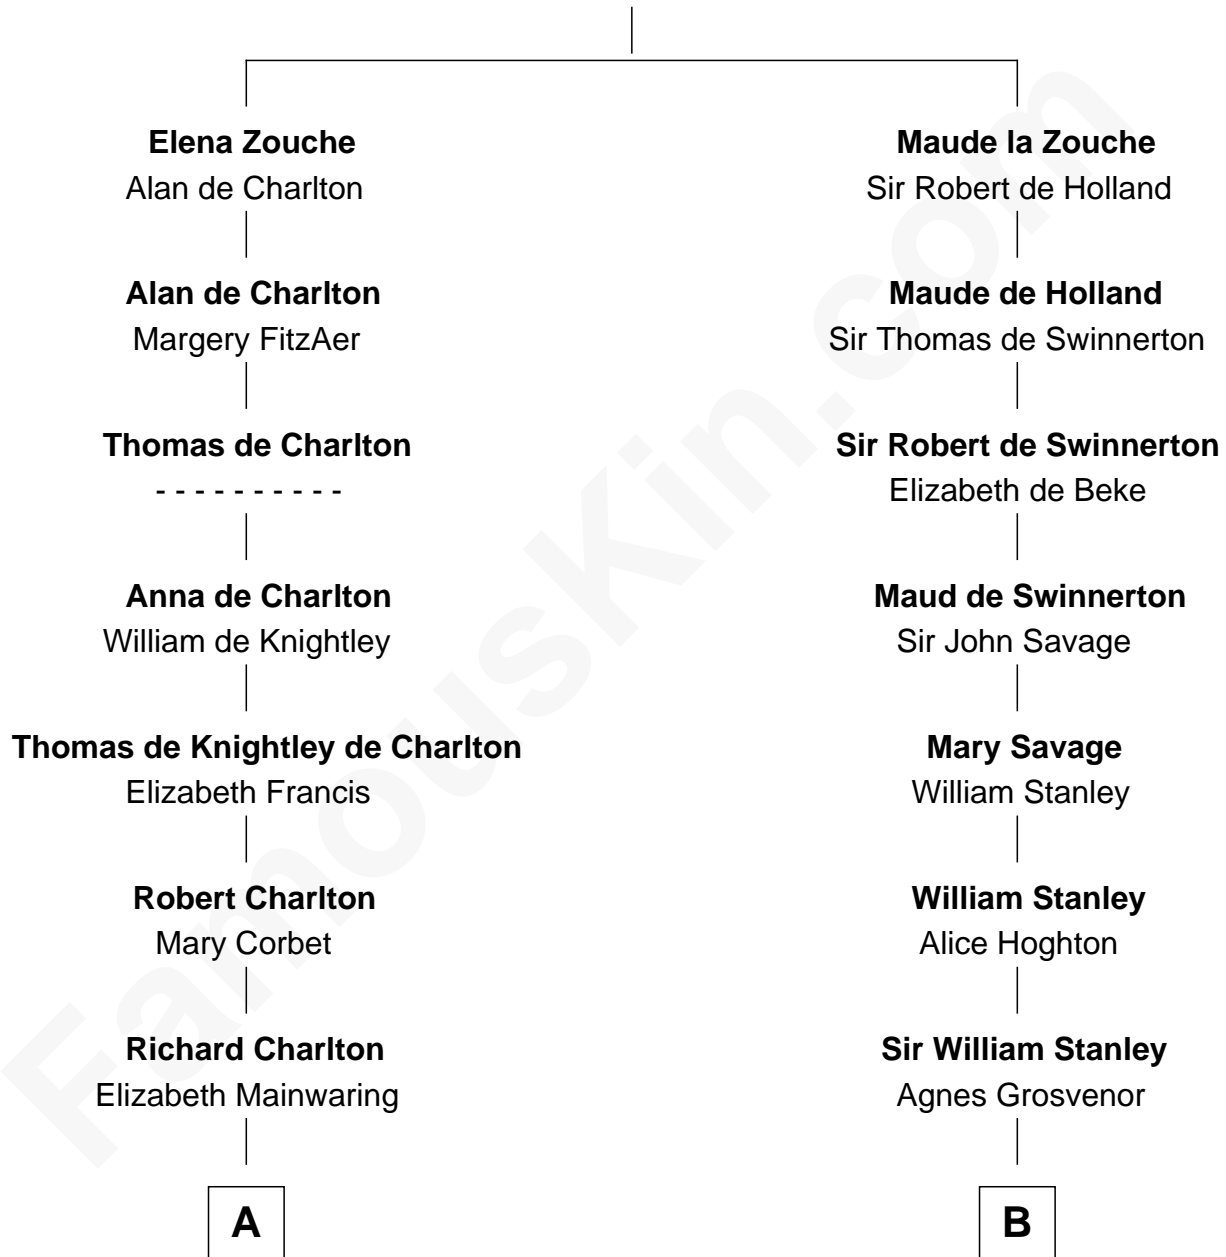 Elena Zouche
Alan de Charlton
Maude la Zouche
Sir Robert de Holland
Alan de Charlton
Margery FitzAer
Maude de Holland
Sir Thomas de Swinnerton
Thomas de Charlton
- - - - - - - - - -
Sir Robert de Swinnerton
Elizabeth de Beke
Anna de Charlton
William de Knightley
Maud de Swinnerton
Sir John Savage
Thomas de Knightley de Charlton
Elizabeth Francis
Mary Savage
William Stanley
Robert Charlton
Mary Corbet
William Stanley
Alice Hoghton
Richard Charlton
Elizabeth Mainwaring
Sir William Stanley
Agnes Grosvenor
A
B
FamousKin.com